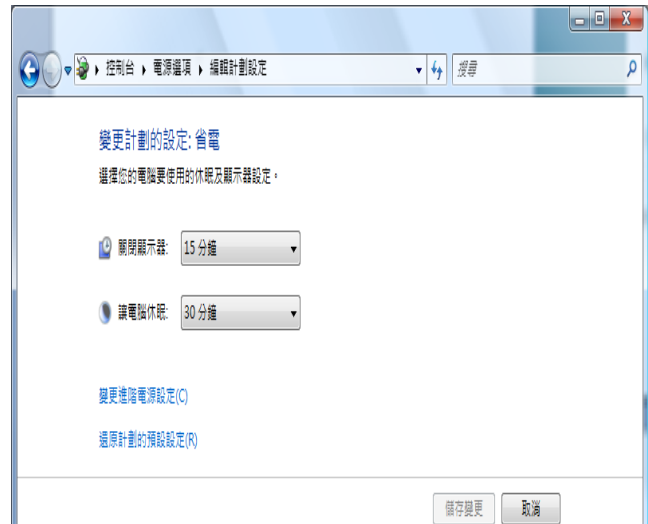 控制台 ▸ 電源選項 ▸ 編輯計劃設定
搜尋
變更計劃的設定: 省電
選擇您的電腦要使用的休眠及顯示器設定。
關閉顯示器: 15 分鐘
讓電腦休眠: 30 分鐘
變更進階電源設定(C)
還原計劃的預設設定(R)
儲存變更 取消